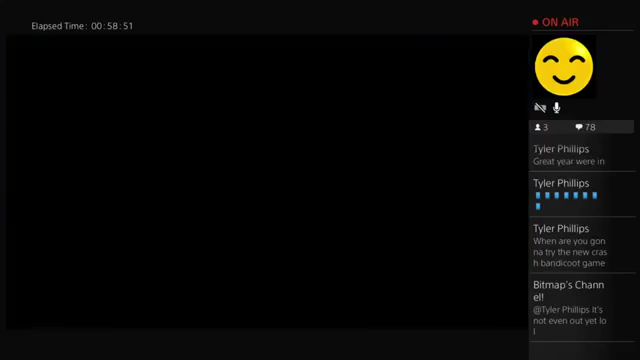 Elapsed Time: 00:58:51
ON AIR
3 78
Tyler Phillips
Great year were in
Tyler Phillips
Tyler Phillips
When are you gon
na try the new cras
h bandicoot game
Bitmap's Chann
el!
@Tyler Phillips It's
not even out yet lo
l